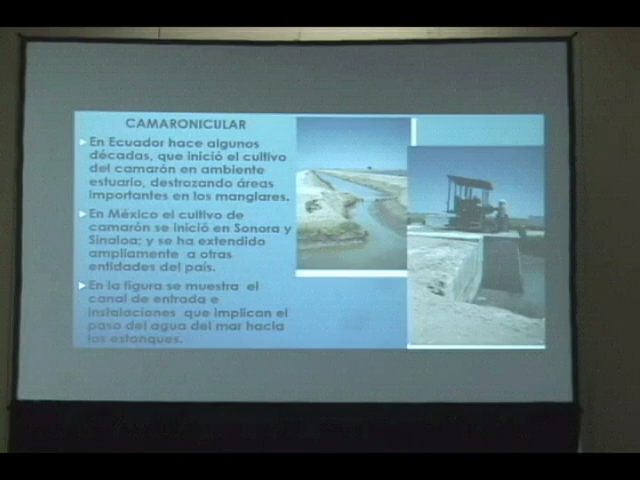 CAMARONICULAR
En Ecuador hace algunos
décadas, que inició el cultivo
del camarón en ambiente
estuario, destrozando áreas
importantes en los manglares.
En México el cultivo de
camarón se inició en Sonora y
Sinaloa; y se ha extendido
ampliamente a otras
entidades del país.
En la figura se muestra el
canal de entrada e
instalaciones que implican el
paso del agua del mar hacia
los estanques.